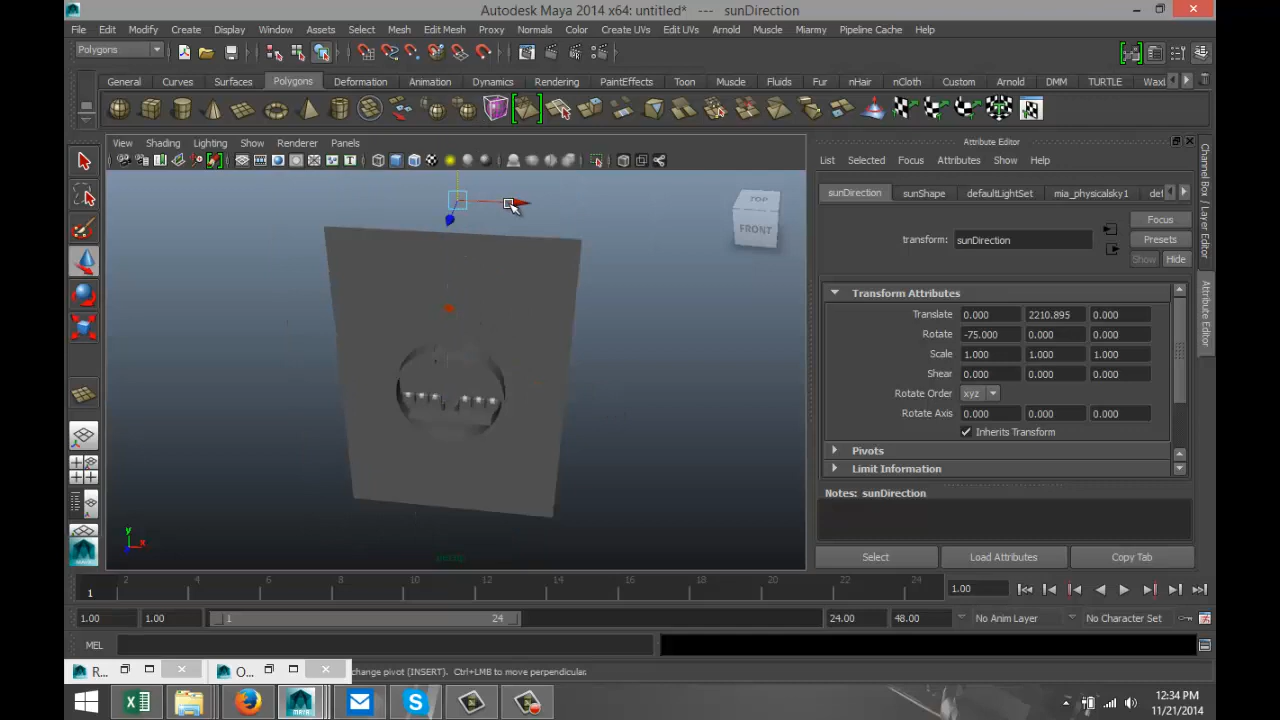 Autodesk Maya 2014 x64: untitled* --- sunDirection
File Edit Modify Create Display Window Assets Select Mesh Edit Mesh Proxy Normals Color Create UVs Edit UVs Arnold Muscle Miarmy Pipeline Cache Help
Polygons
General Curves Surfaces Polygons Deformation Animation Dynamics Rendering PaintEffects Toon Muscle Fluids Fur nHair nCloth Custom Arnold DMM TURTLE Waxl
View Shading Lighting Show Renderer Panels
Attribute Editor
List Selected Focus Attributes Show Help
sunDirection sunShape defaultLightSet mia_physicalsky1 def
Focus
transform: sunDirection Presets
Show Hide
Transform Attributes
Translate 0.000 2210.895 0.000
Rotate -75.000 0.000 0.000
Scale 1.000 1.000 1.000
Shear 0.000 0.000 0.000
Rotate Order xyz
Rotate Axis 0.000 0.000 0.000
Inherits Transform
Pivots
Limit Information
Notes: sunDirection
Select Load Attributes Copy Tab
Channel Box / Layer Editor
Attribute Editor
TOP
FRONT
y
x
persp
2 4 6 8 10 12 14 16 18 20 22 24
1 1.00
1.00 1.00 1 24 24.00 48.00 No Anim Layer No Character Set
MEL
R... O... change pivot [INSERT]. Ctrl+LMB to move perpendicular.
12:34 PM
11/21/2014